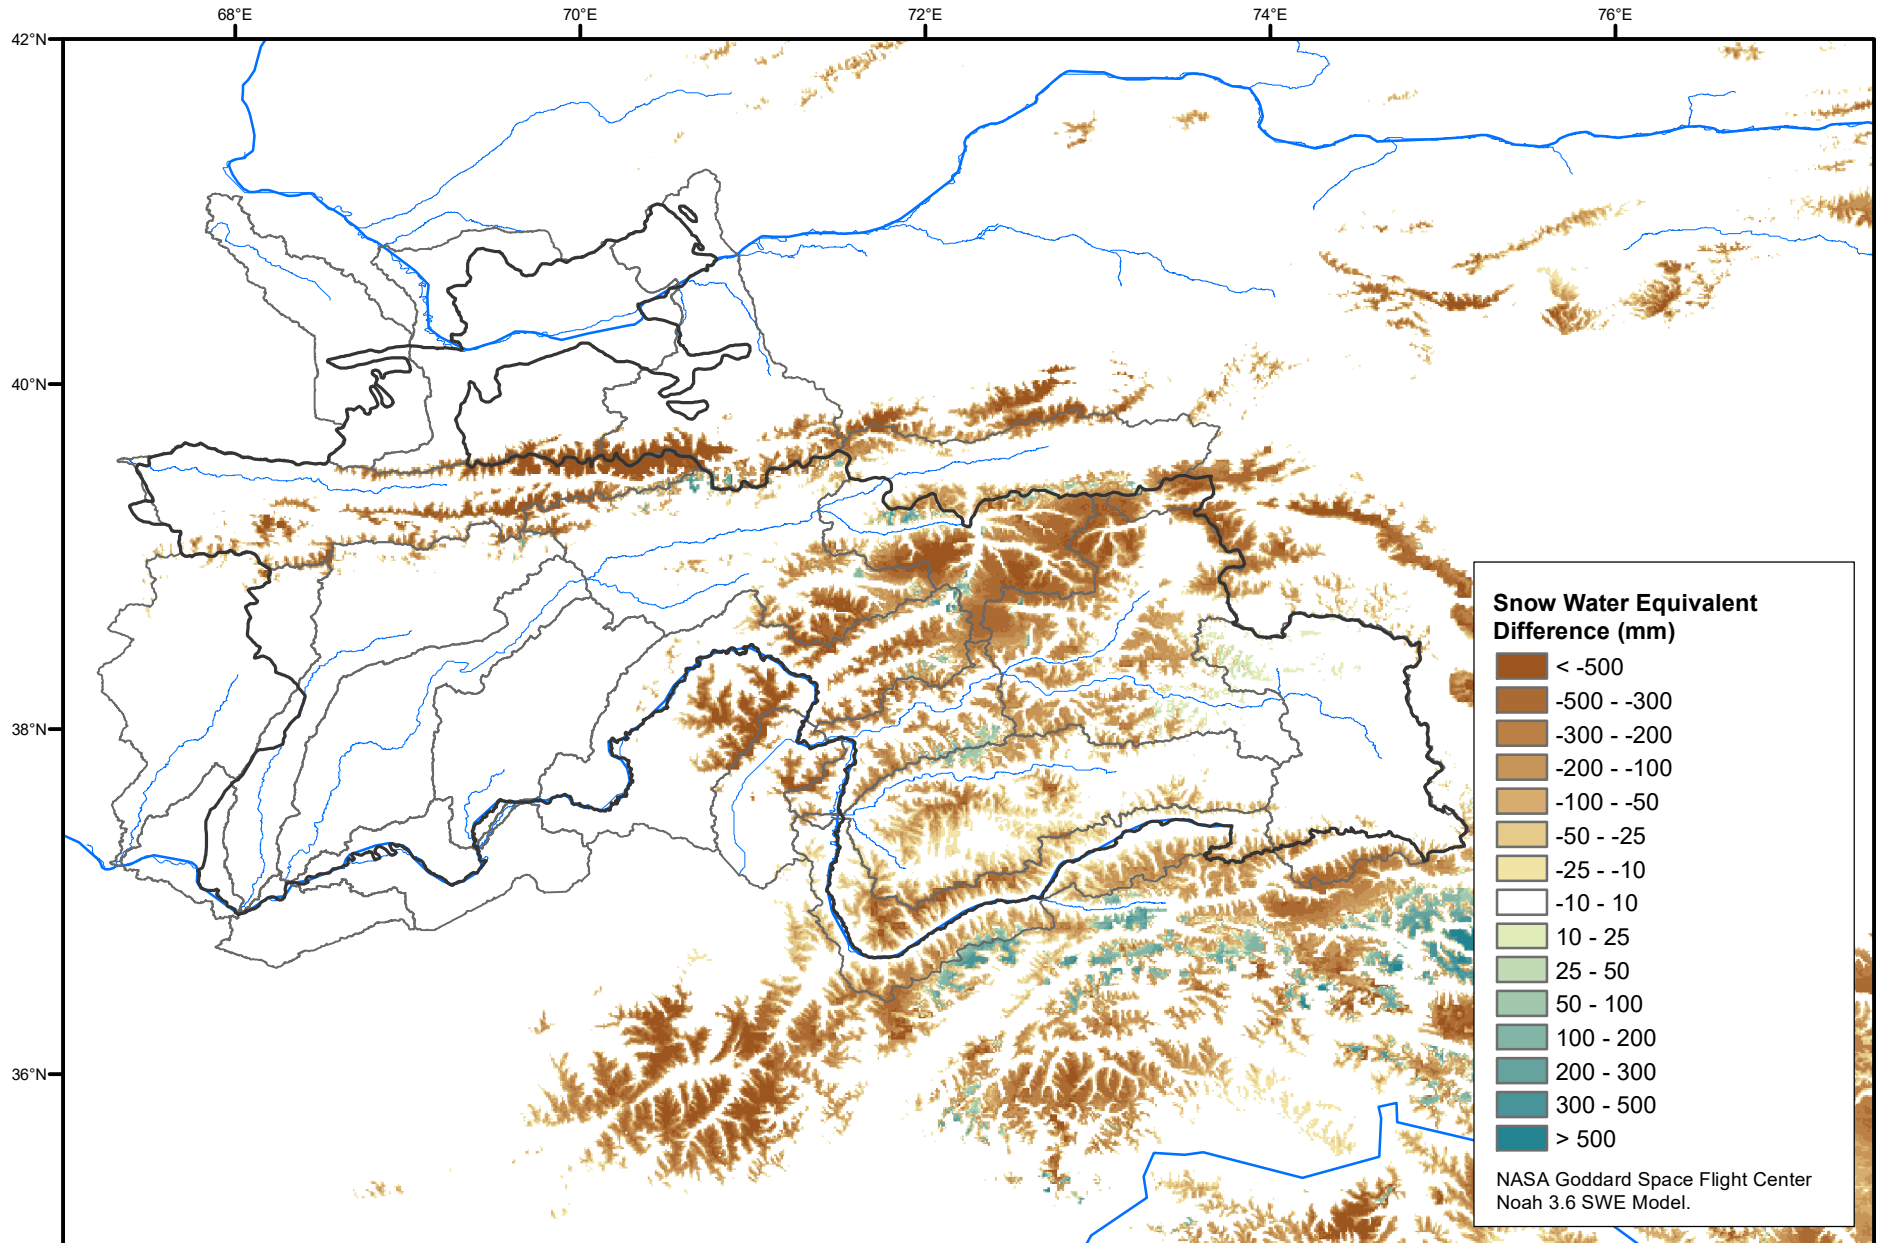 68°E 70°E 72°E 74°E 76°E
42°N
40°N
38°N
36°N
Snow Water Equivalent
Difference (mm)
< -500
-500 - -300
-300 - -200
-200 - -100
-100 - -50
-50 - -25
-25 - -10
-10 - 10
10 - 25
25 - 50
50 - 100
100 - 200
200 - 300
300 - 500
> 500
NASA Goddard Space Flight Center
Noah 3.6 SWE Model.